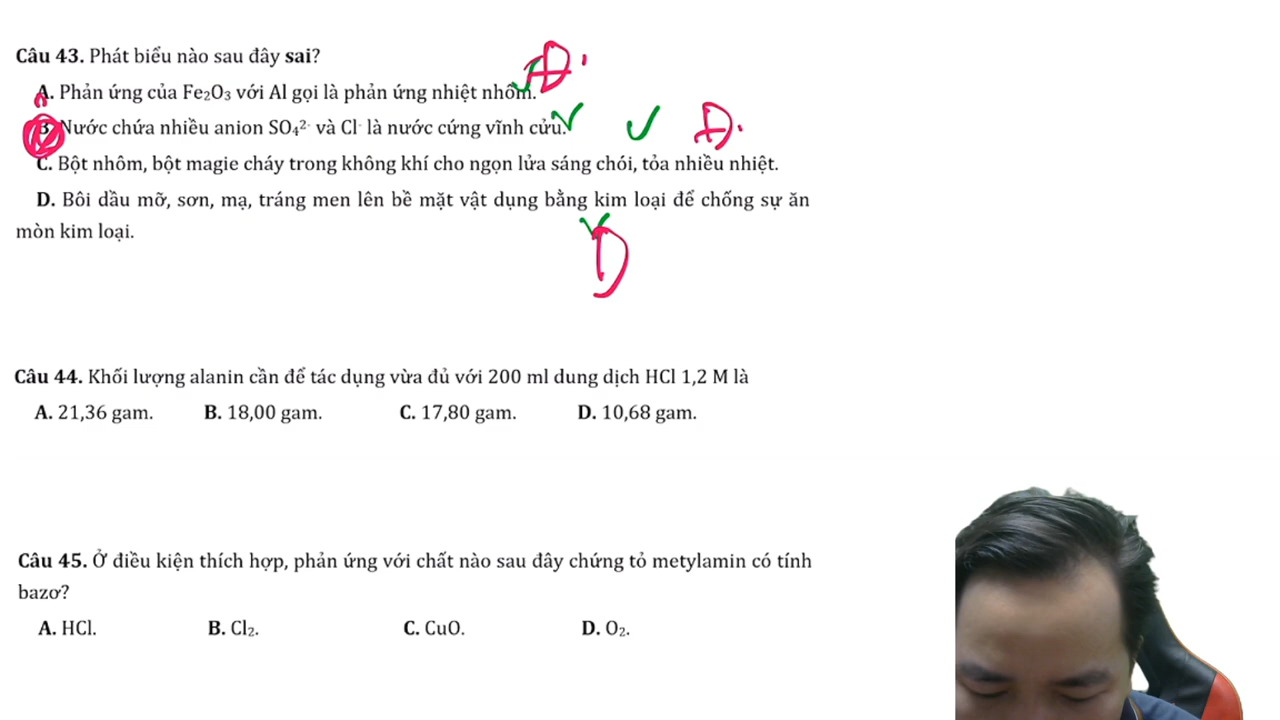 Câu 43. Phát biểu nào sau đây sai?
A. Phản ứng của Fe₂O₃ với Al gọi là phản ứng nhiệt nhôm. Đ.
B. Nước chứa nhiều anion SO₄²⁻ và Cl⁻ là nước cứng vĩnh cửu. Đ.
C. Bột nhôm, bột magie cháy trong không khí cho ngọn lửa sáng chói, tỏa nhiều nhiệt.
D. Bôi dầu mỡ, sơn, mạ, tráng men lên bề mặt vật dụng bằng kim loại để chống sự ăn
mòn kim loại.
Câu 44. Khối lượng alanin cần để tác dụng vừa đủ với 200 ml dung dịch HCl 1,2 M là
A. 21,36 gam. B. 18,00 gam. C. 17,80 gam. D. 10,68 gam.
Câu 45. Ở điều kiện thích hợp, phản ứng với chất nào sau đây chứng tỏ metylamin có tính
bazơ?
A. HCl. B. Cl₂. C. CuO. D. O₂.